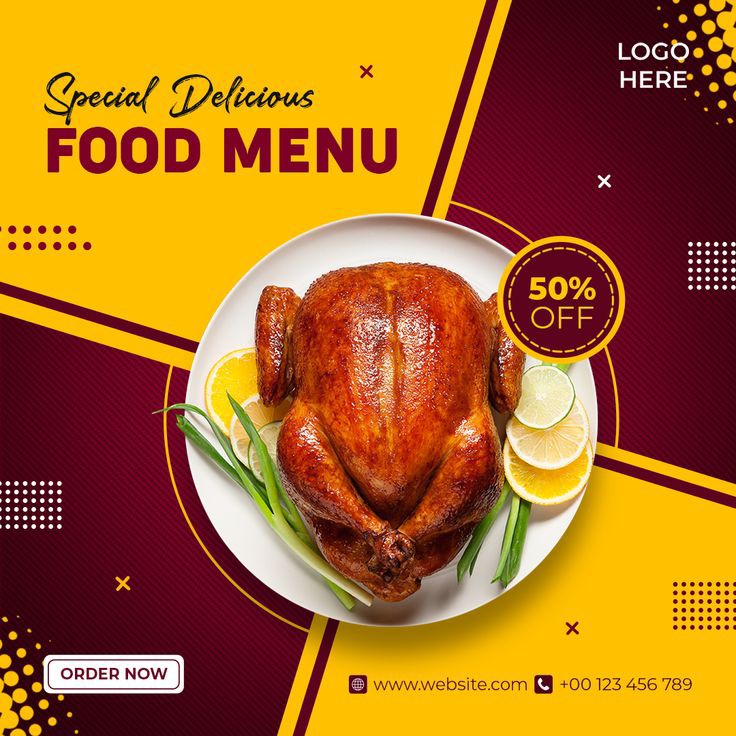 Special Delicious
FOOD MENU
LOGO
HERE
50%
OFF
ORDER NOW
www.website.com
+00 123 456 789